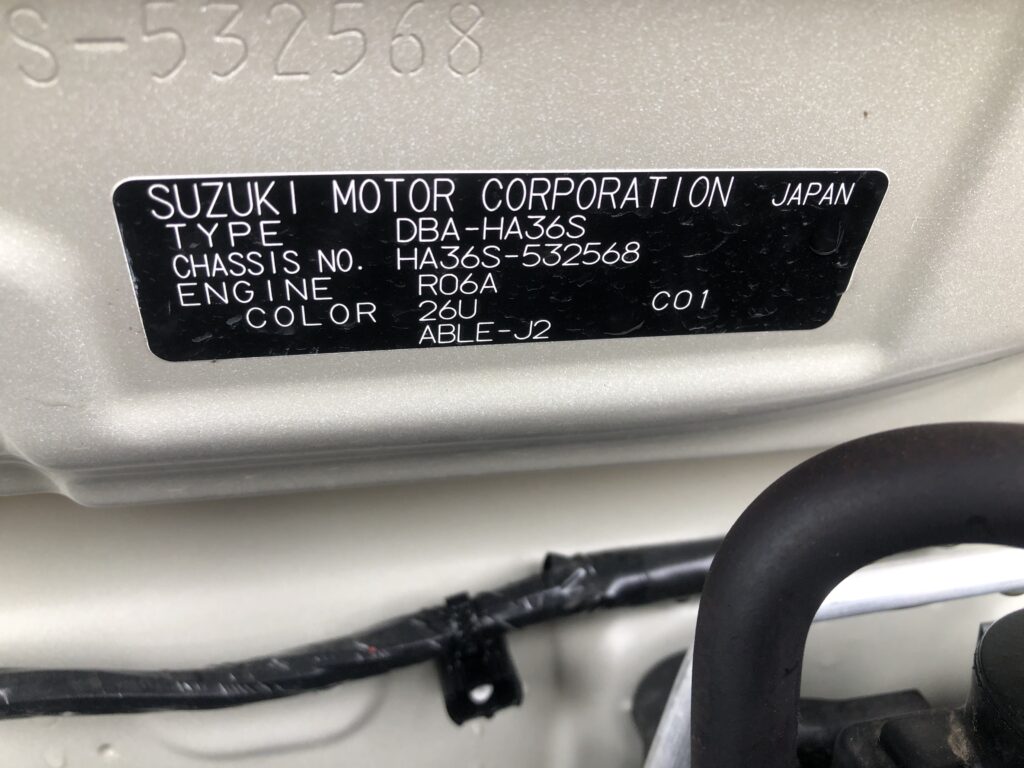 S-532568
SUZUKI MOTOR CORPORATION JAPAN
TYPE DBA-HA36S
CHASSIS NO. HA36S-532568
ENGINE R06A
COLOR 26U C01
ABLE-J2